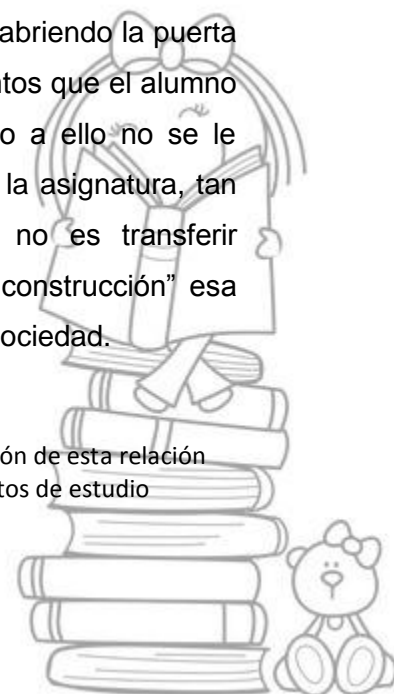 abriendo la puerta
ntos que el alumno
o a ello no se le
la asignatura, tan
no es transferir
construcción” esa
ociedad.
ón de esta relación
tos de estudio